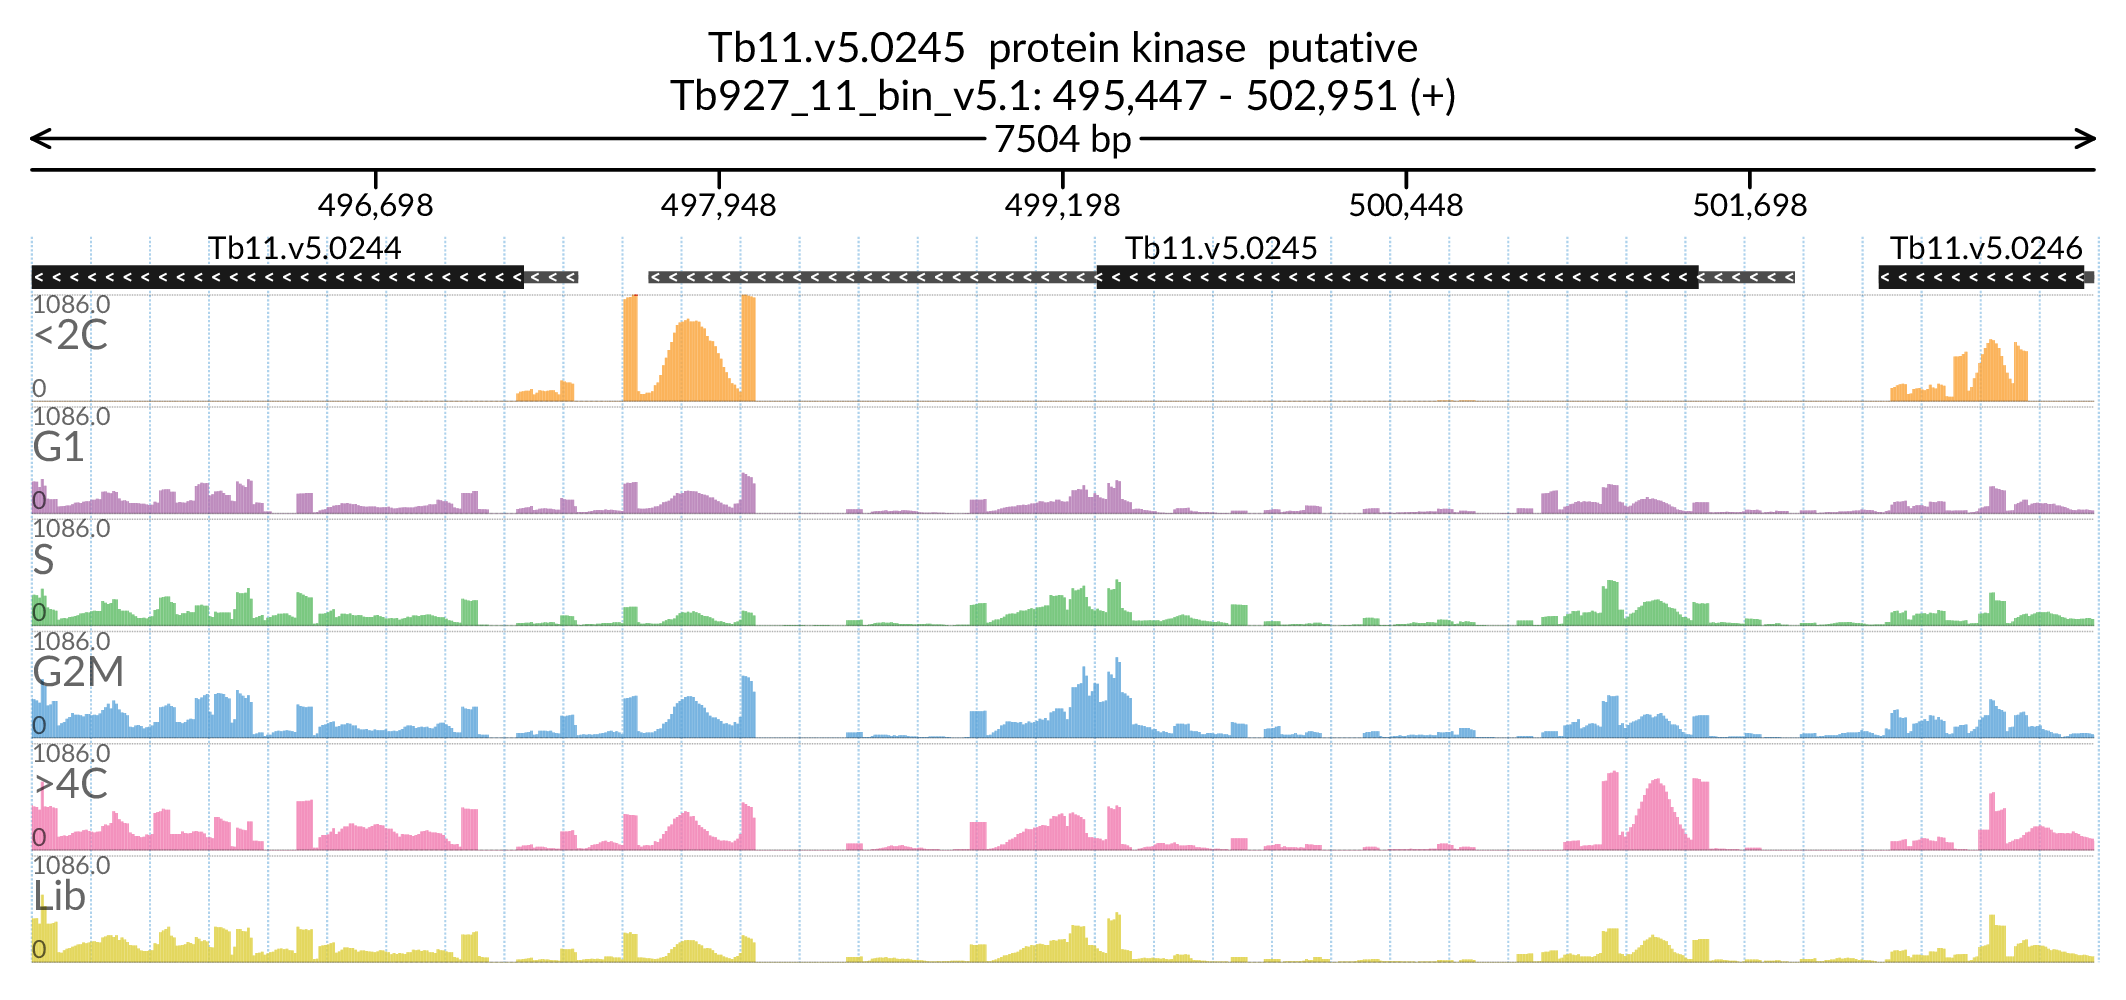 Tb11.v5.0245 protein kinase putative
Tb927_11_bin_v5.1: 495,447 - 502,951 (+)
7504 bp
496,698 497,948 499,198 500,448 501,698
Tb11.v5.0244 Tb11.v5.0245 Tb11.v5.0246
1086.0
<2C
0
1086.0
G1
0
1086.0
S
0
1086.0
G2M
0
1086.0
>4C
0
1086.0
Lib
0